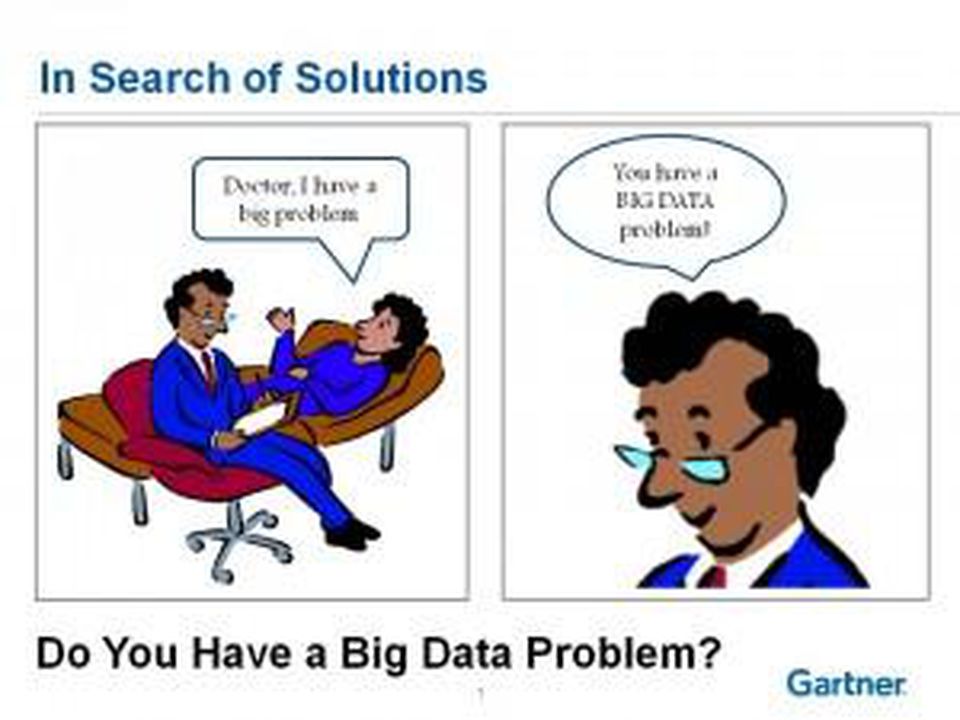 In Search of Solutions
Doctor, I have a
big problem
You have a
BIG DATA
problem!
Do You Have a Big Data Problem?
Gartner
1